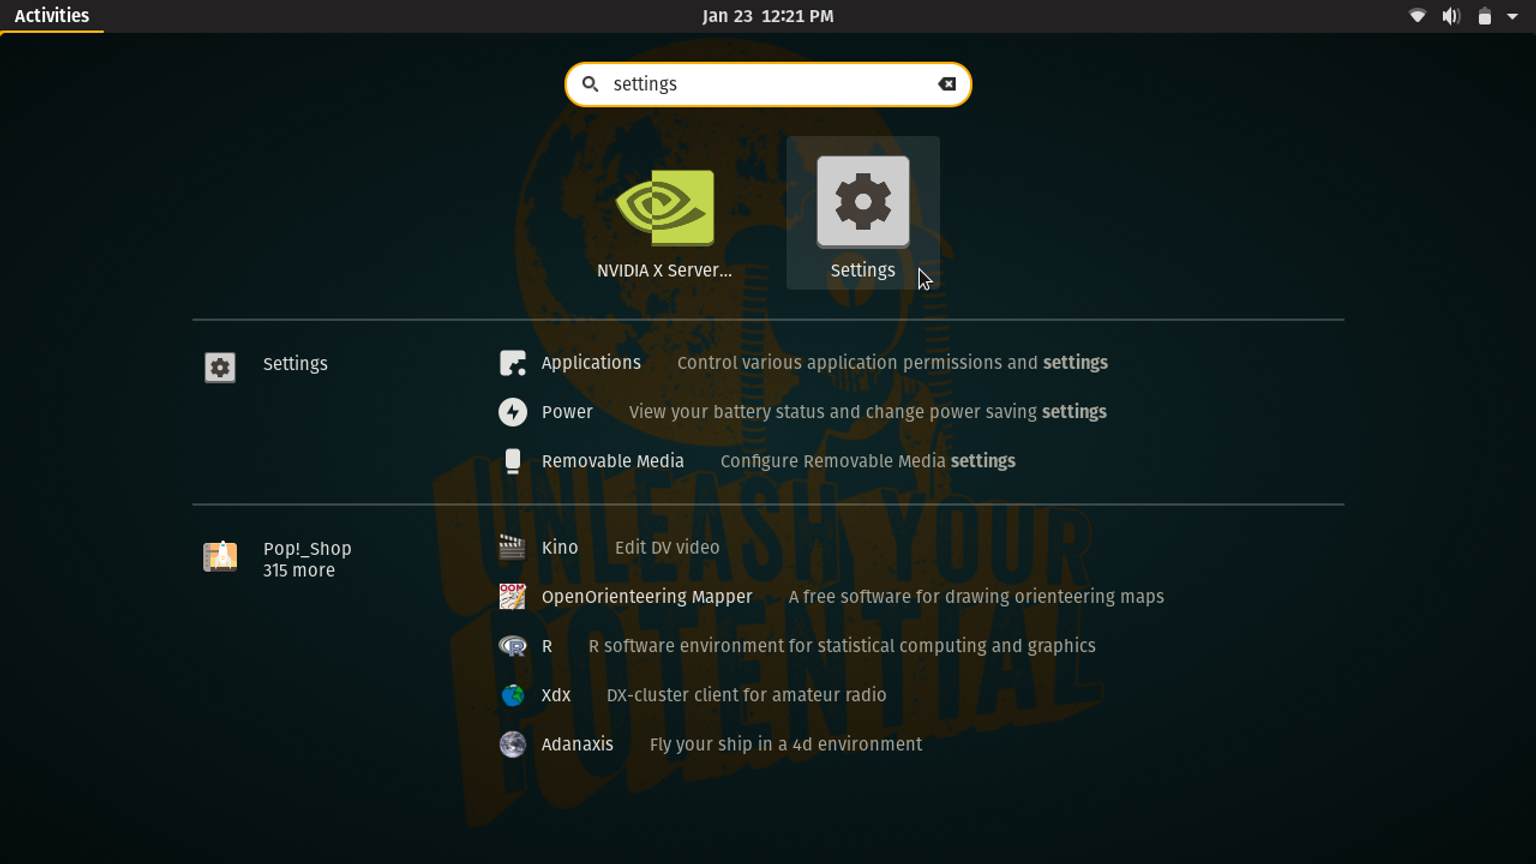 Activities
Jan 23 12:21 PM
settings
NVIDIA X Server...
Settings
Settings
Applications Control various application permissions and settings
Power View your battery status and change power saving settings
Removable Media Configure Removable Media settings
Pop!_Shop
315 more
Kino Edit DV video
OpenOrienteering Mapper A free software for drawing orienteering maps
R R software environment for statistical computing and graphics
Xdx DX-cluster client for amateur radio
Adanaxis Fly your ship in a 4d environment
UNLEASH YOUR
POTENTIAL